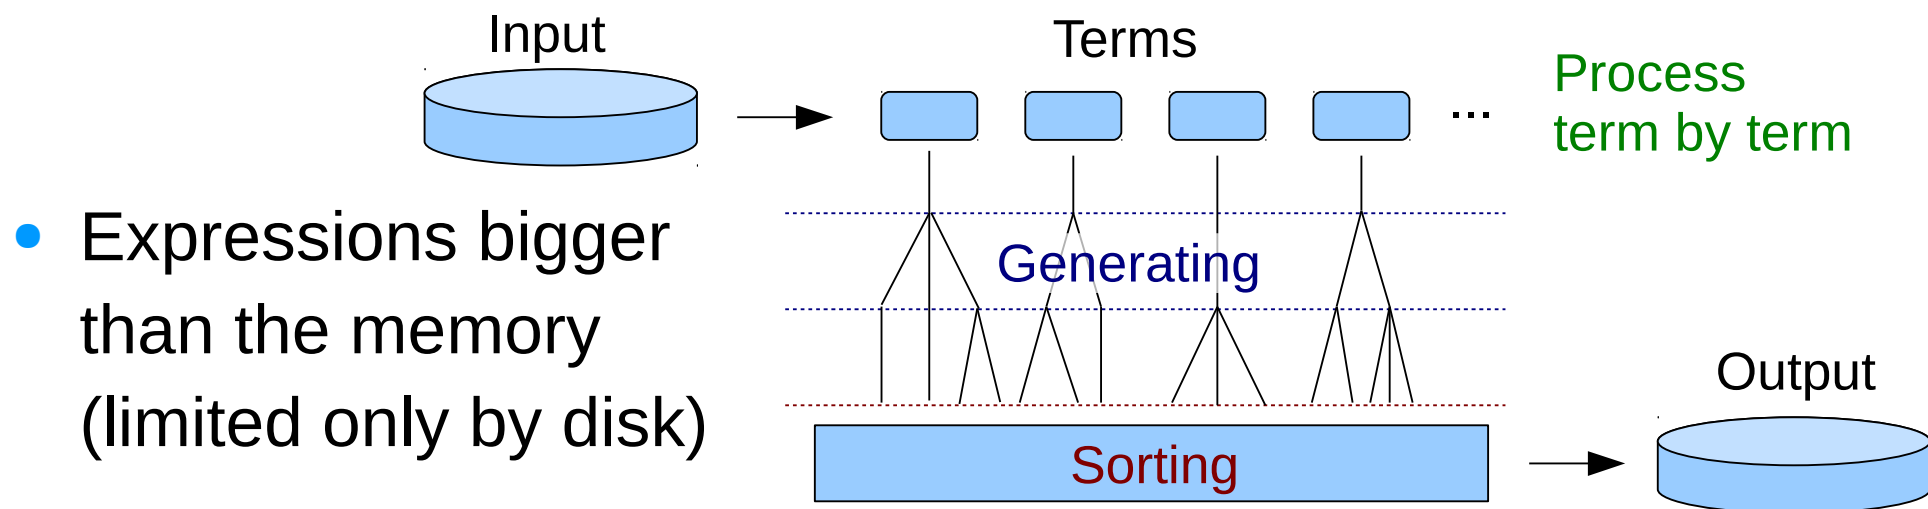 Input
Terms
Process
term by term
...
• Expressions bigger
than the memory
(limited only by disk)
Generating
Sorting
Output